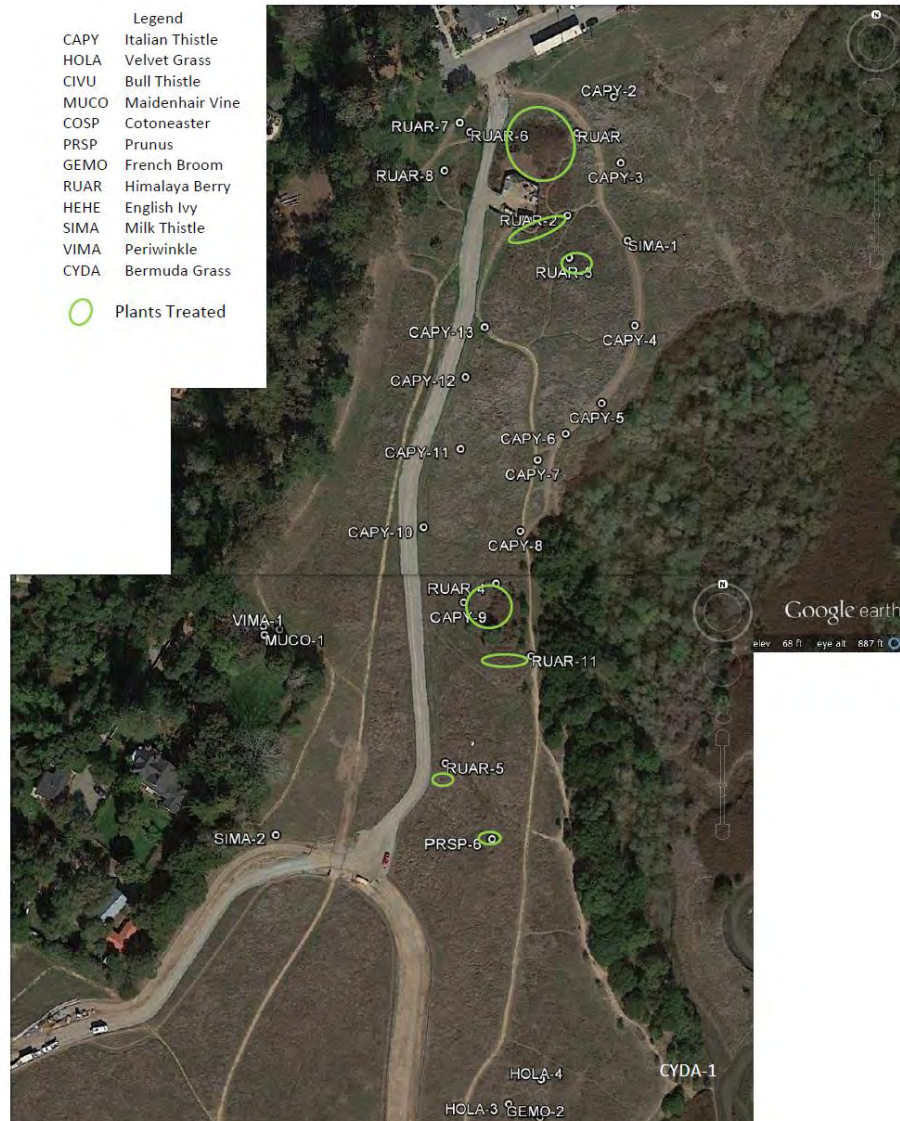 Legend
CAPY Italian Thistle
HOLA Velvet Grass
CIVU Bull Thistle
MUCO Maidenhair Vine
COSP Cotoneaster
PRSP Prunus
GEMO French Broom
RUAR Himalaya Berry
HEHE English Ivy
SIMA Milk Thistle
VIMA Periwinkle
CYDA Bermuda Grass
Plants Treated
N
CAPY-2
RUAR-7
RUAR-6
RUAR
CAPY-3
RUAR-8
RUAR-2
SIMA-1
RUAR-3
CAPY-13
CAPY-4
CAPY-12
CAPY-5
CAPY-6
CAPY-11
CAPY-7
CAPY-10
CAPY-8
N
RUAR-4
CAPY-9
Google earth
VIMA-1
MUCO-1
elev 68 ft eye alt 887 ft
RUAR-11
RUAR-5
SIMA-2
PRSP-6
CYDA-1
HOLA-4
HOLA-3
GEMO-2